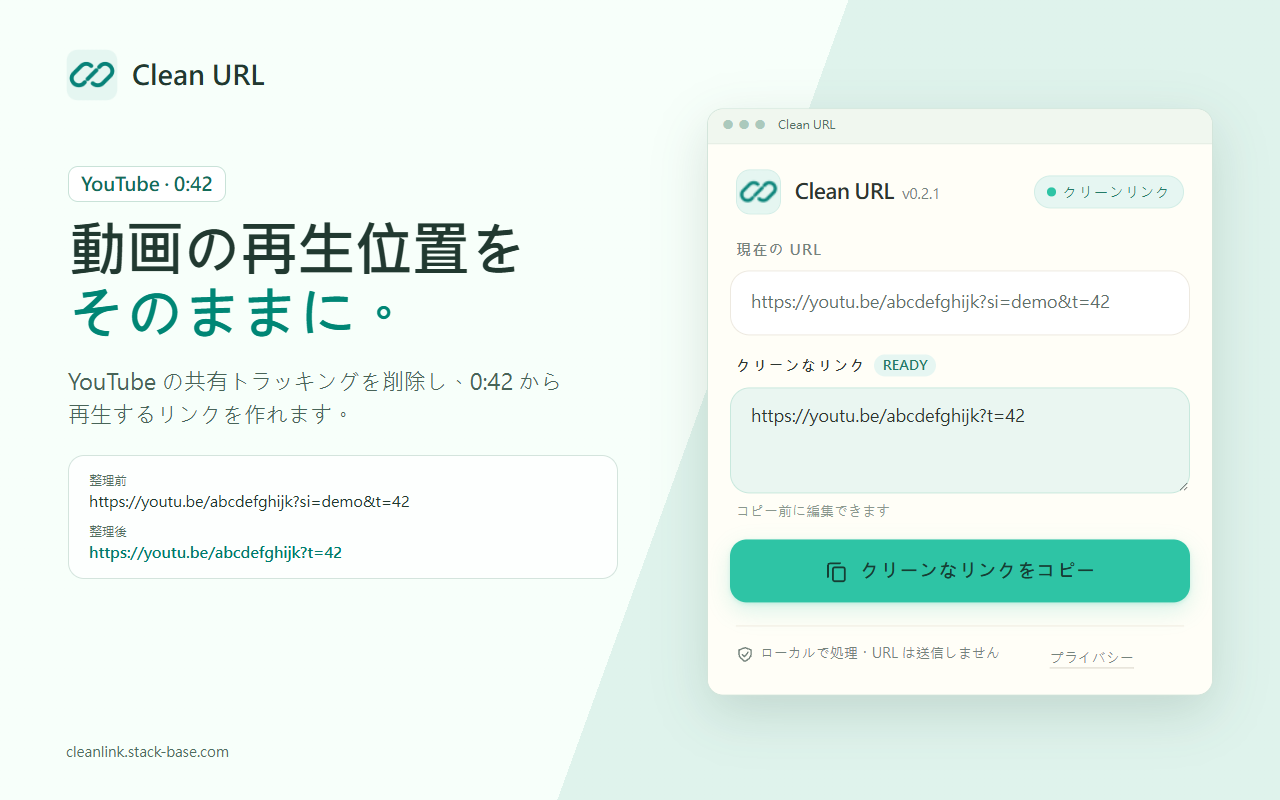 Clean URL
YouTube · 0:42
動画の再生位置を
そのままに。
YouTube の共有トラッキングを削除し、0:42 から
再生するリンクを作れます。
整理前
https://youtu.be/abcdefghijk?si=demo&t=42
整理後
https://youtu.be/abcdefghijk?t=42
cleanlink.stack-base.com
Clean URL
Clean URL v0.2.1
クリーンリンク
現在の URL
https://youtu.be/abcdefghijk?si=demo&t=42
クリーンなリンク READY
https://youtu.be/abcdefghijk?t=42
コピー前に編集できます
クリーンなリンクをコピー
ローカルで処理・URL は送信しません
プライバシー